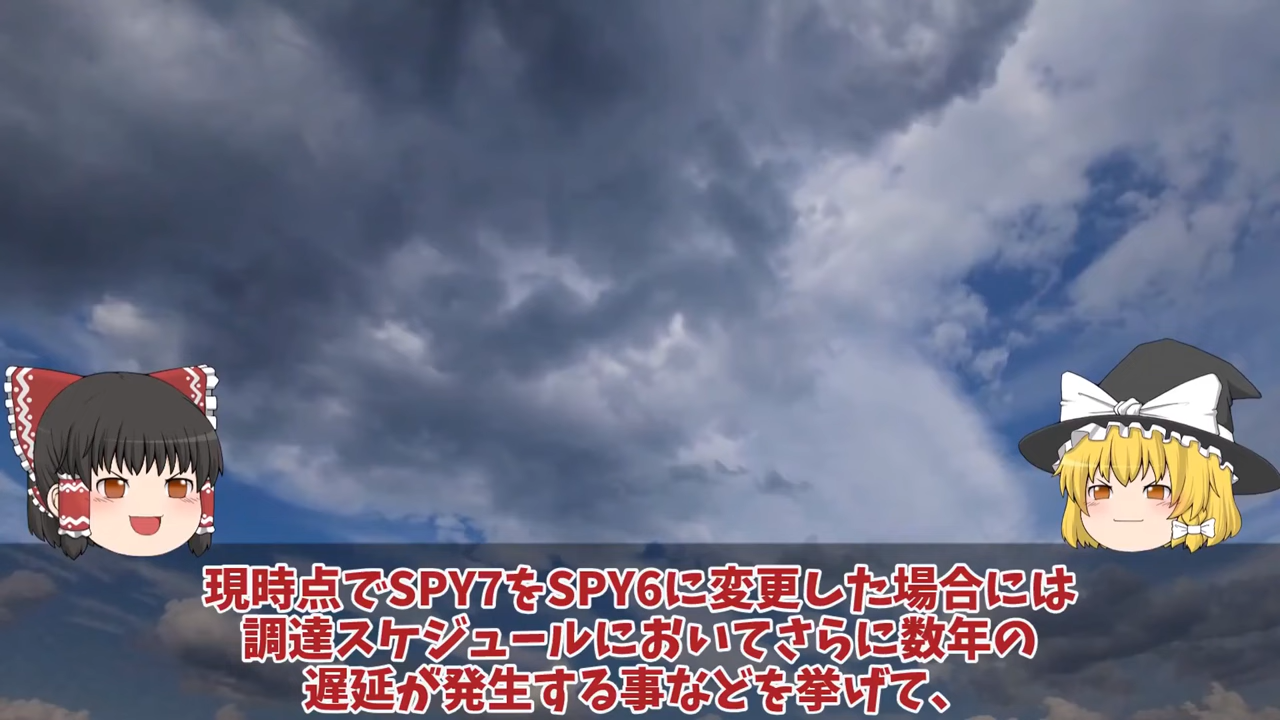 現時点でSPY7をSPY6に変更した場合には
調達スケジュールにおいてさらに数年の
遅延が発生する事などを挙げて、